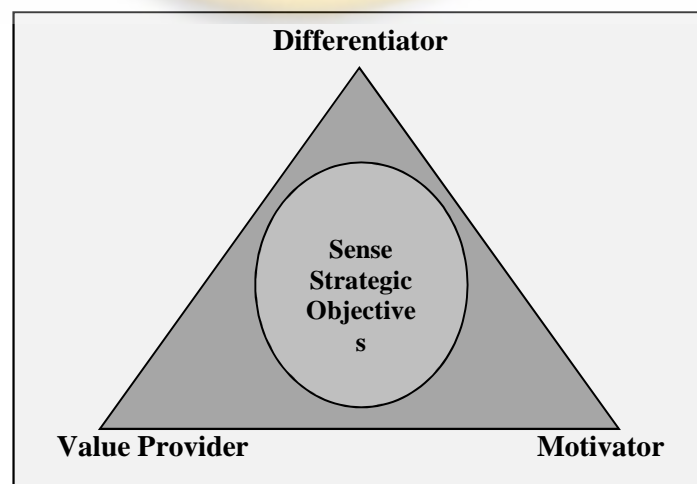 Differentiator
Sense
Strategic
Objective
s
Value Provider
Motivator